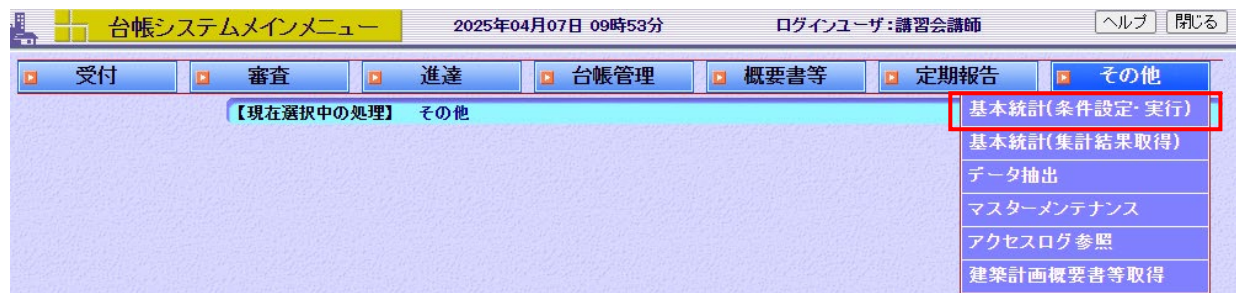 台帳システムメインメニュー 2025年04月07日 09時53分 ログインユーザ：講習会講師 ヘルプ 閉じる
受付 審査 進達 台帳管理 概要書等 定期報告 その他
【現在選択中の処理】 その他
基本統計(条件設定・実行)
基本統計(集計結果取得)
データ抽出
マスターメンテナンス
アクセスログ参照
建築計画概要書等取得